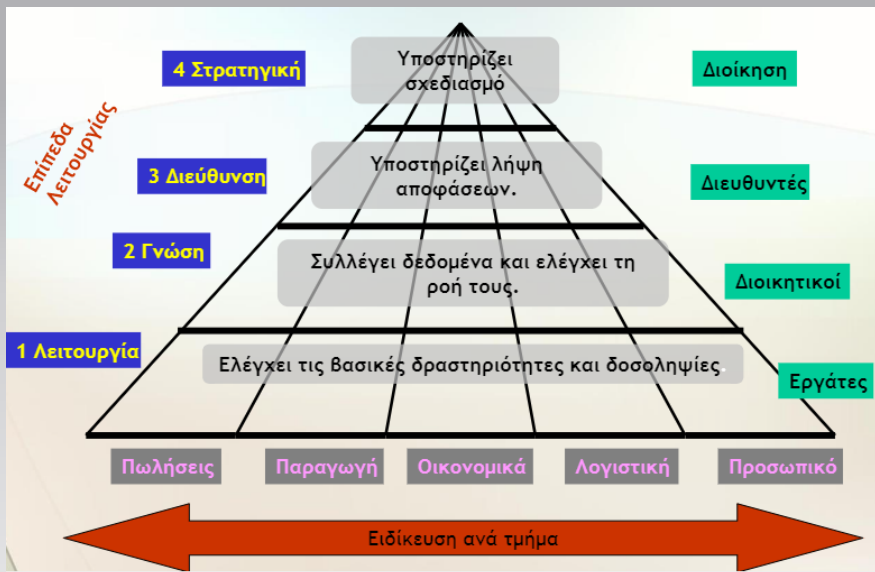 4 Στρατηγική
Υποστηρίζει
σχεδιασμό
Διοίκηση
Επίπεδα
Λειτουργίας
3 Διεύθυνση
Υποστηρίζει λήψη
αποφάσεων.
Διευθυντές
2 Γνώση
Συλλέγει δεδομένα και ελέγχει τη
ροή τους.
Διοικητικοί
1 Λειτουργία
Ελέγχει τις βασικές δραστηριότητες και δοσοληψίες.
Εργάτες
Πωλήσεις
Παραγωγή
Οικονομικά
Λογιστική
Προσωπικό
Ειδίκευση ανά τμήμα